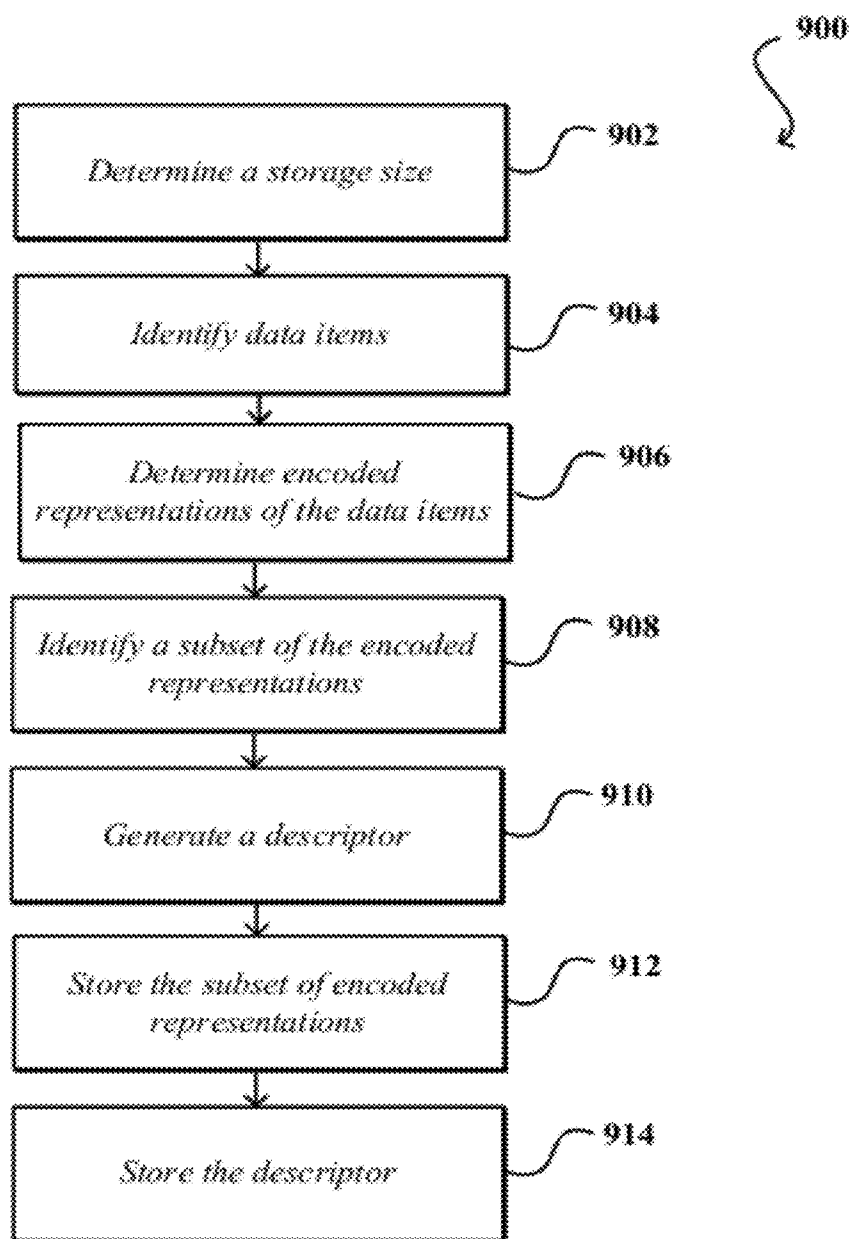 900
Determine a storage size
902
Identify data items
904
Determine encoded
representations of the data items
906
Identify a subset of the encoded
representations
908
Generate a descriptor
910
Store the subset of encoded
representations
912
Store the descriptor
914